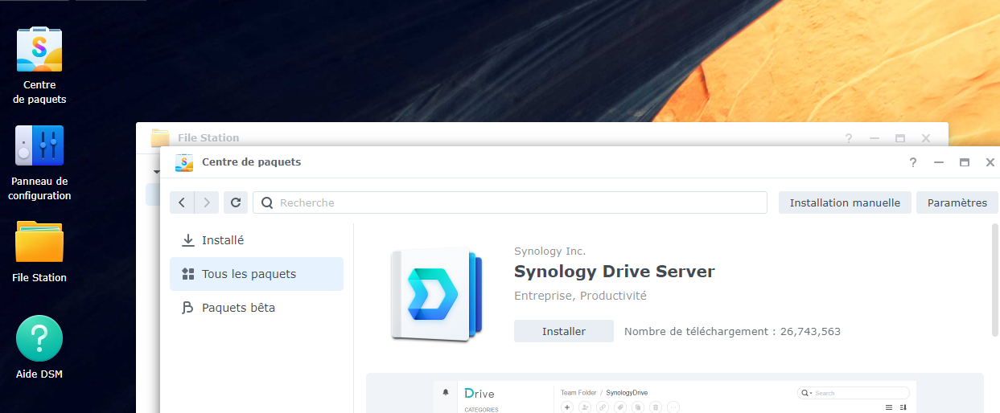 Centre
de paquets
Panneau de
configuration
File Station
Aide DSM
File Station
Centre de paquets
Recherche
Installation manuelle
Paramètres
Installé
Tous les paquets
Paquets bêta
Synology Inc.
Synology Drive Server
Entreprise, Productivité
Installer
Nombre de téléchargement : 26,743,563
Drive
CATEGORIES
Team Folder / SynologyDrive
Search